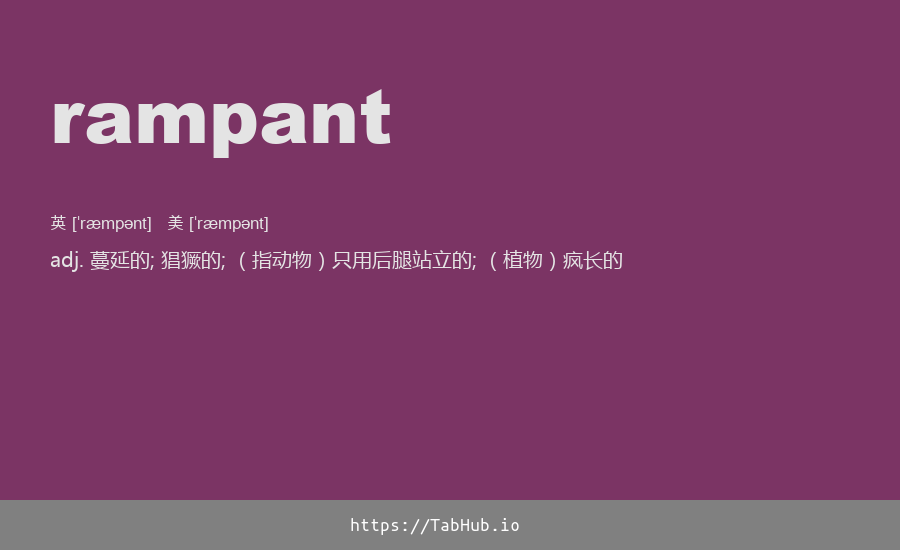 rampant
英 [ˈræmpənt] 美 [ˈræmpənt]
adj. 蔓延的; 猖獗的; （指动物）只用后腿站立的; （植物）疯长的
https://TabHub.io